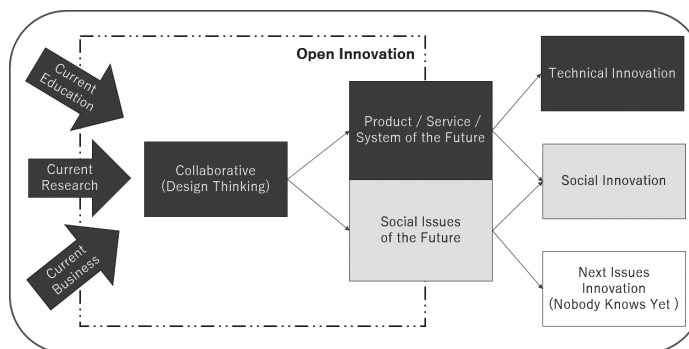 Open Innovation
Current
Education
Current
Research
Current
Business
Collaborative
(Design Thinking)
Product / Service /
System of the Future
Social Issues
of the Future
Technical Innovation
Social Innovation
Next Issues
Innovation
(Nobody Knows Yet )